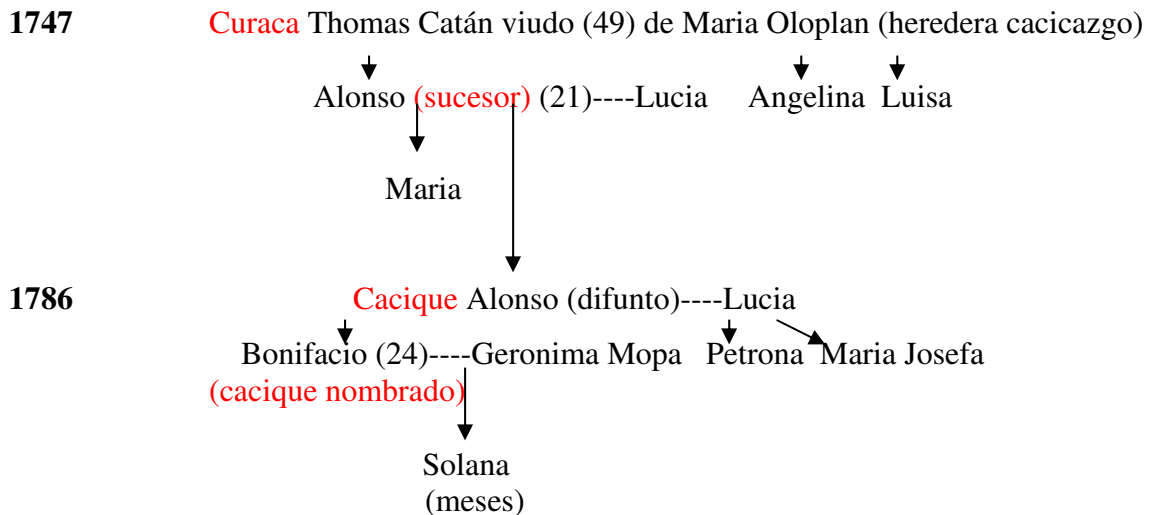 1747 Curaca Thomas Catán viudo (49) de Maria Oloplan (heredera cacicazgo)
Alonso (sucesor) (21)----Lucia Angelina Luisa
Maria
1786 Cacique Alonso (difunto)----Lucia
Bonifacio (24)----Geronima Mopa Petrona Maria Josefa
(cacique nombrado)
Solana
(meses)